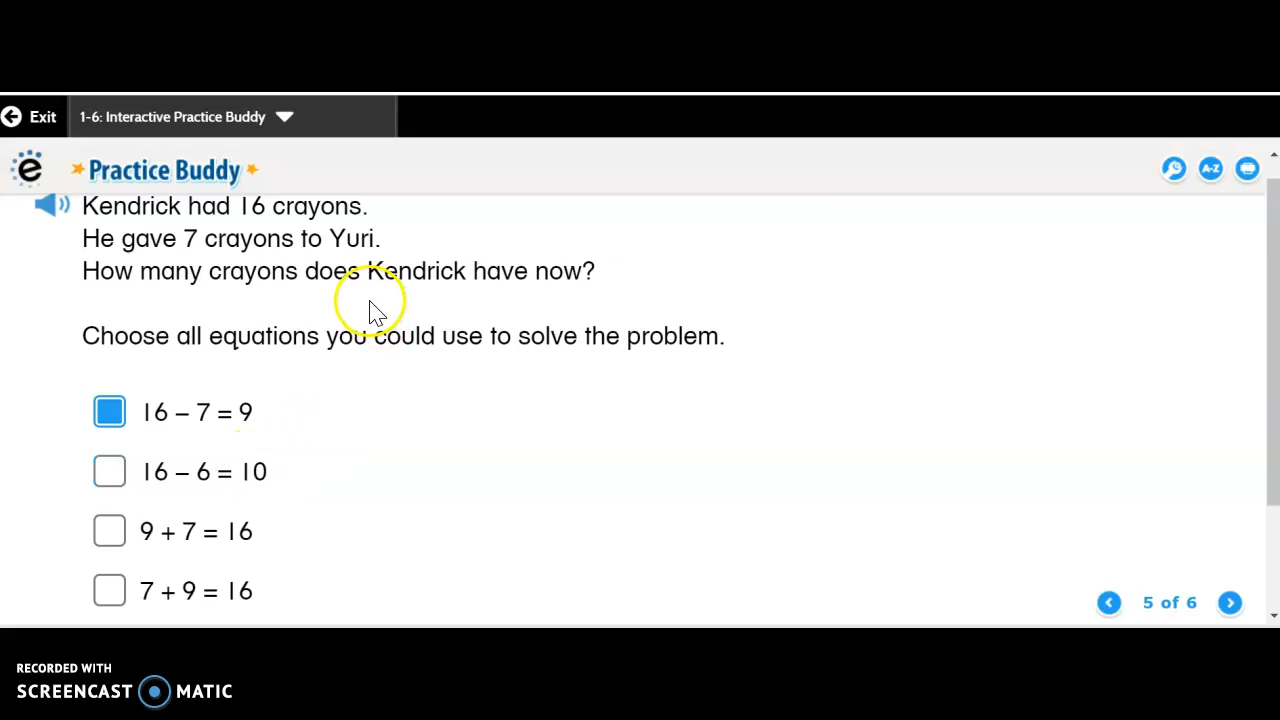 Exit
1-6: Interactive Practice Buddy
e
Practice Buddy
A-Z
Kendrick had 16 crayons.
He gave 7 crayons to Yuri.
How many crayons does Kendrick have now?
Choose all equations you could use to solve the problem.
16 – 7 = 9
16 – 6 = 10
9 + 7 = 16
7 + 9 = 16
5 of 6
RECORDED WITH
SCREENCAST MATIC